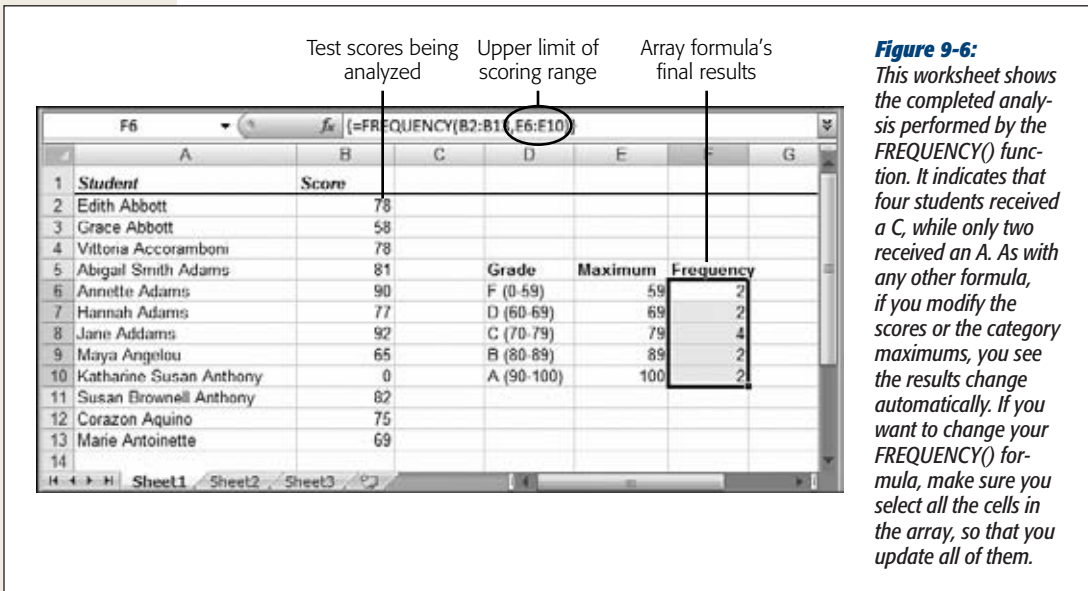 Test scores being
analyzed
Upper limit of
scoring range
Array formula's
final results
F6 fx {=FREQUENCY(B2:B13,E6:E10)}
A B C D E F G
1 Student Score
2 Edith Abbott 78
3 Grace Abbott 58
4 Vittoria Accoramboni 78
5 Abigail Smith Adams 81 Grade Maximum Frequency
6 Annette Adams 90 F (0-59) 59 2
7 Hannah Adams 77 D (60-69) 69 2
8 Jane Addams 92 C (70-79) 79 4
9 Maya Angelou 65 B (80-89) 89 2
10 Katharine Susan Anthony 0 A (90-100) 100 2
11 Susan Brownell Anthony 82
12 Corazon Aquino 75
13 Marie Antoinette 69
14
Sheet1 Sheet2 Sheet3
Figure 9-6:
This worksheet shows
the completed analy-
sis performed by the
FREQUENCY() func-
tion. It indicates that
four students received
a C, while only two
received an A. As with
any other formula,
if you modify the
scores or the category
maximums, you see
the results change
automatically. If you
want to change your
FREQUENCY() for-
mula, make sure you
select all the cells in
the array, so that you
update all of them.